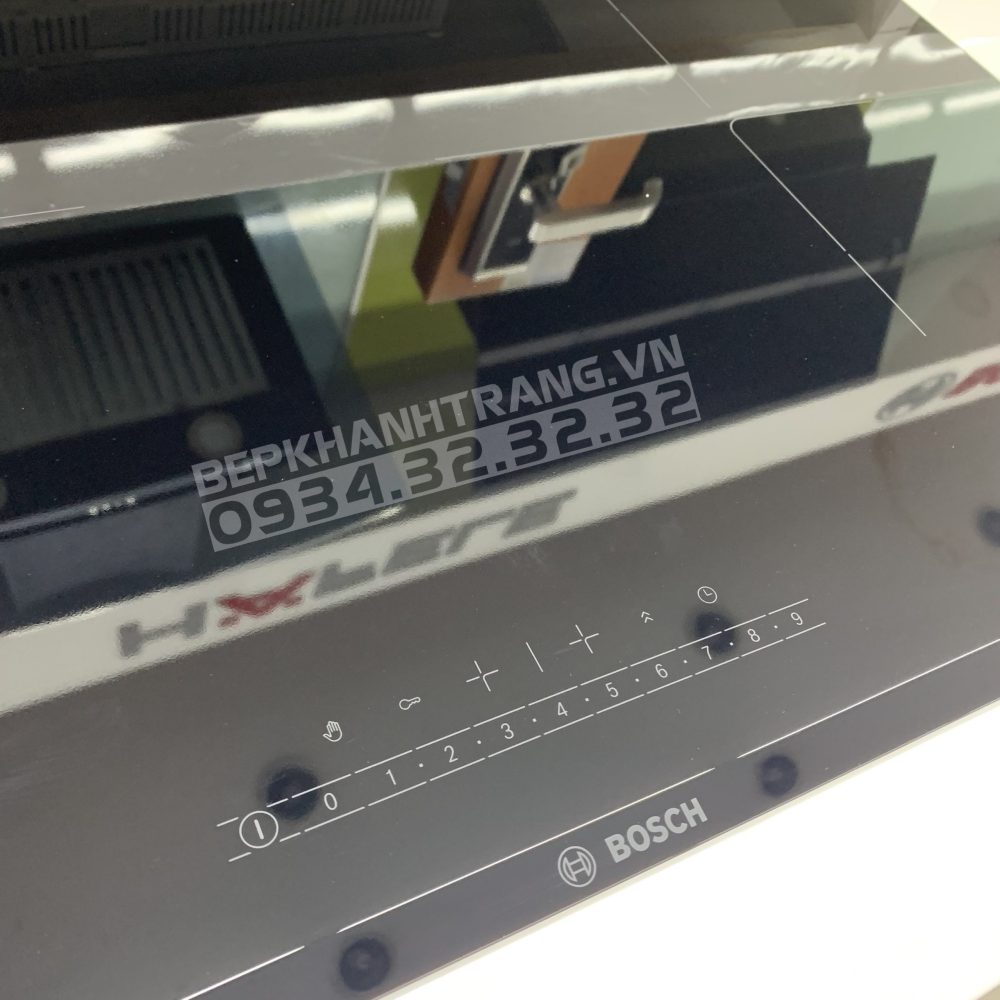 BEPKHANHTRANG.VN
0934.32.32.32
0 1 · 2 · 3 · 4 · 5 · 6 · 7 · 8 · 9
BOSCH